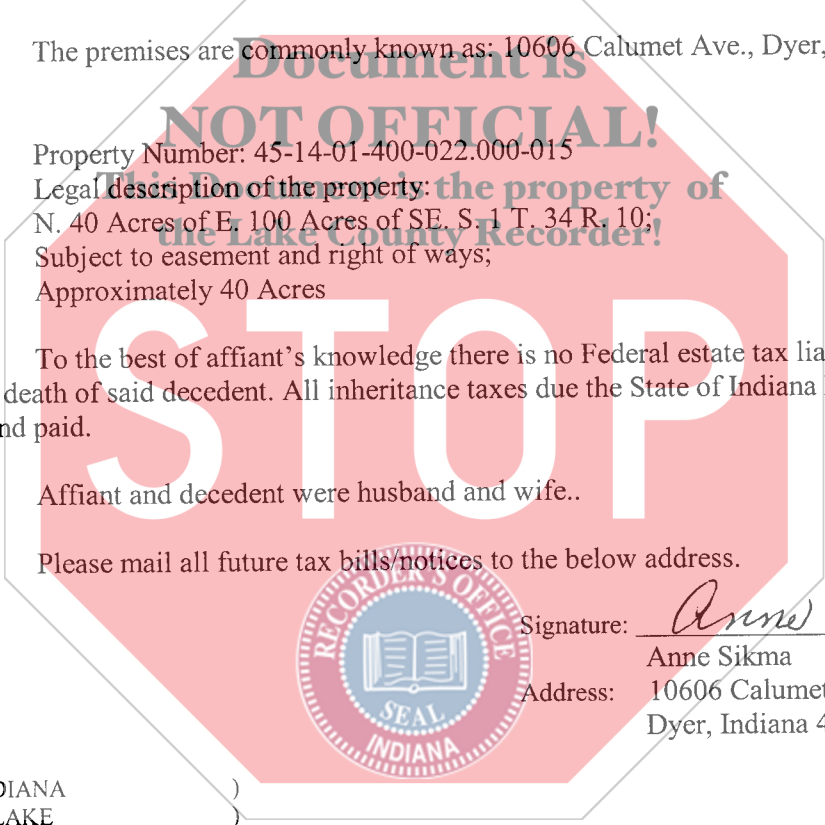 The premises are commonly known as: 10606 Calumet Ave., Dyer,
Document is
NOT OFFICIAL!
Property Number: 45-14-01-400-022.000-015
This Document is the property of
Legal description of the property:
N. 40 Acres of E. 100 Acres of SE. S. 1 T. 34 R. 10;
the Lake County Recorder!
Subject to easement and right of ways;
Approximately 40 Acres
STOP
To the best of affiant's knowledge there is no Federal estate tax lia
death of said decedent. All inheritance taxes due the State of Indiana
nd paid.
Affiant and decedent were husband and wife..
Please mail all future tax bills/notices to the below address.
RECORDER'S OFFICE
SEAL
INDIANA
Signature: Anne
Anne Sikma
Address: 10606 Calumet
Dyer, Indiana 4
DIANA )
LAKE )